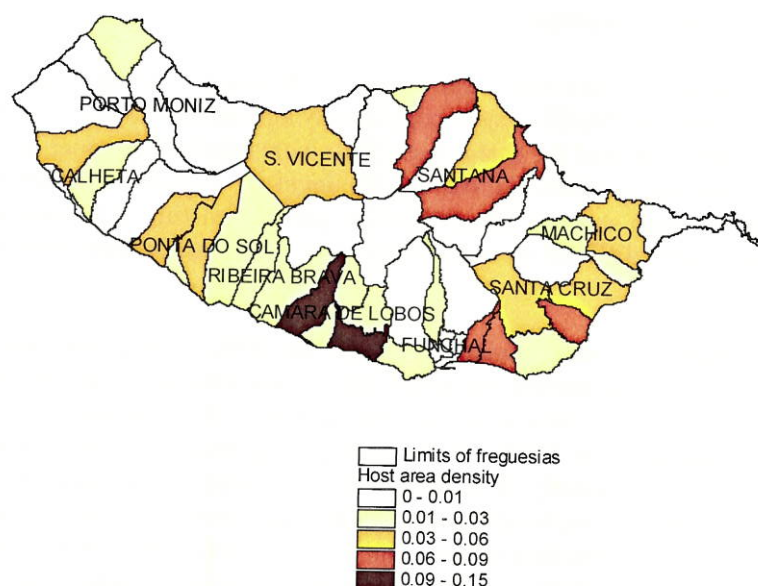 PORTO MONIZ
S. VICENTE
SANTANA
CALHETA
MACHICO
PONTA DO SOL
RIBEIRA BRAVA
SANTA CRUZ
CAMARA DE LOBOS
FUNCHAL
Limits of freguesias
Host area density
0 - 0.01
0.01 - 0.03
0.03 - 0.06
0.06 - 0.09
0.09 - 0.15